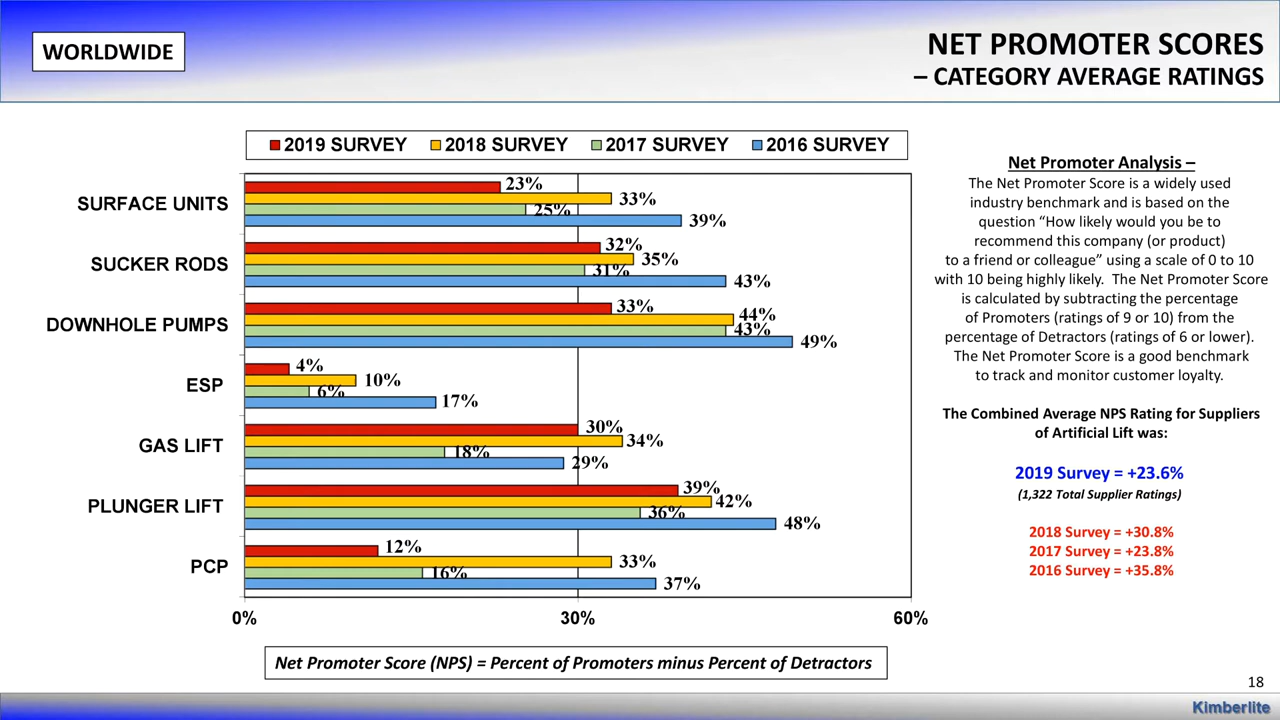 WORLDWIDE
NET PROMOTER SCORES
– CATEGORY AVERAGE RATINGS
2019 SURVEY 2018 SURVEY 2017 SURVEY 2016 SURVEY
SURFACE UNITS
23%
33%
25%
39%
SUCKER RODS
32%
35%
31%
43%
DOWNHOLE PUMPS
33%
44%
43%
49%
ESP
4%
10%
6%
17%
GAS LIFT
30%
34%
18%
29%
PLUNGER LIFT
39%
42%
36%
48%
PCP
12%
33%
16%
37%
0% 30% 60%
Net Promoter Score (NPS) = Percent of Promoters minus Percent of Detractors
Net Promoter Analysis –
The Net Promoter Score is a widely used
industry benchmark and is based on the
question “How likely would you be to
recommend this company (or product)
to a friend or colleague” using a scale of 0 to 10
with 10 being highly likely. The Net Promoter Score
is calculated by subtracting the percentage
of Promoters (ratings of 9 or 10) from the
percentage of Detractors (ratings of 6 or lower).
The Net Promoter Score is a good benchmark
to track and monitor customer loyalty.
The Combined Average NPS Rating for Suppliers
of Artificial Lift was:
2019 Survey = +23.6%
(1,322 Total Supplier Ratings)
2018 Survey = +30.8%
2017 Survey = +23.8%
2016 Survey = +35.8%
18
Kimberlite